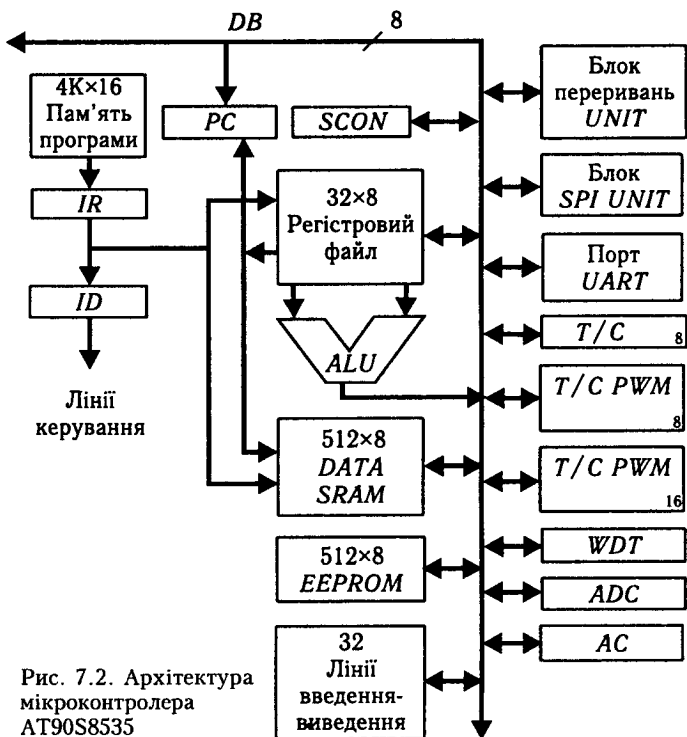 DB
8
4K×16
Пам'ять
програми
PC
SCON
Блок
переривань
UNIT
IR
32×8
Регістровий
файл
Блок
SPI UNIT
ID
Порт
UART
T/C
8
ALU
Лінії
керування
T/C PWM
8
512×8
DATA
SRAM
T/C PWM
16
WDT
512×8
EEPROM
ADC
AC
32
Лінії
введення-
виведення
Рис. 7.2. Архітектура
мікроконтролера
AT90S8535